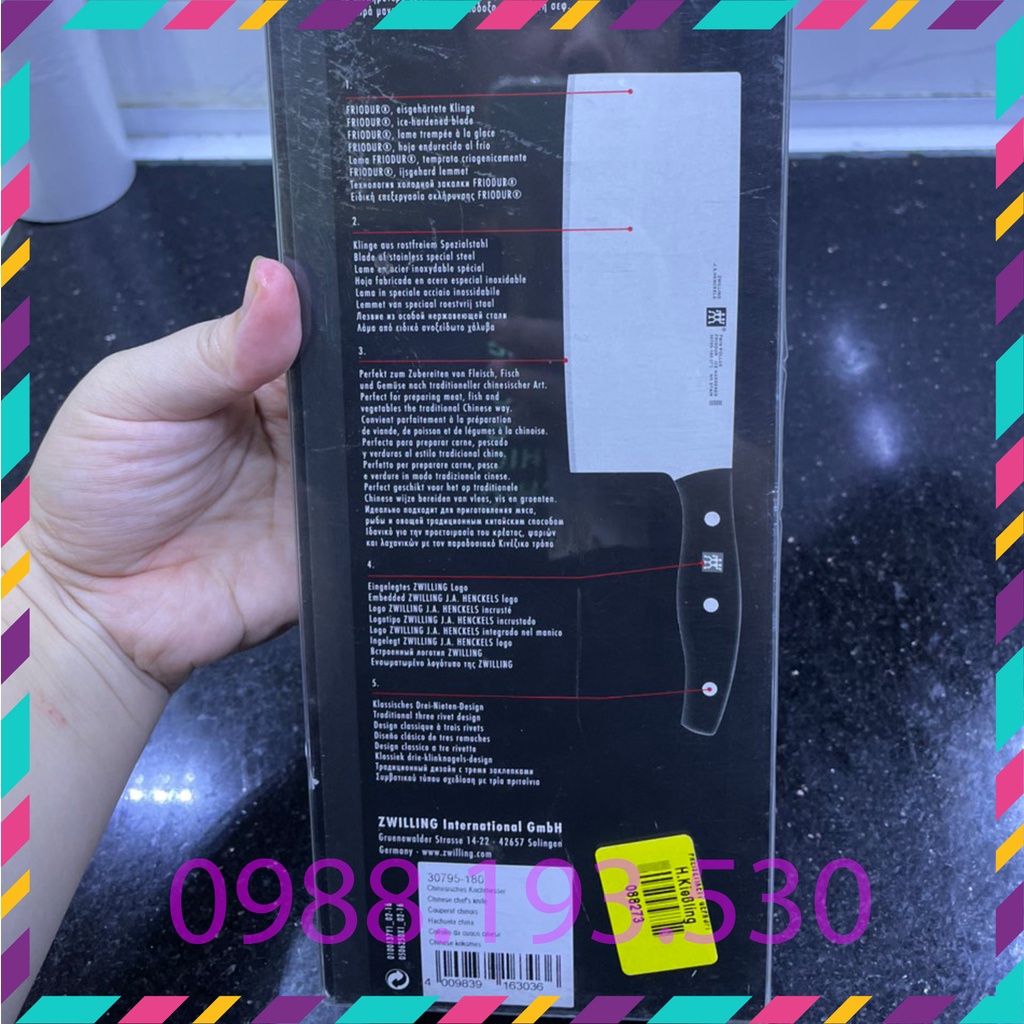 1.
FRIODUR®, eisgehärtete Klinge
FRIODUR®, ice-hardened blade
FRIODUR®, lame trempée à la glace
FRIODUR®, hoja endurecida al frío
Lama FRIODUR®, temprata criogenicamente
FRIODUR®, ijsgehard lemmet
Технология холодной закалки FRIODUR®
Ειδική επεξεργασία σκλήρυνσης FRIODUR®
2.
Klinge aus rostfreiem Spezialstahl
Blade of stainless special steel
Lame en acier inoxydable spécial
Hoja fabricada en acero especial inoxidable
Lama in speciale acciaio inossidabile
Lemmet van speciaal roestvrij staal
Лезвие из особой нержавеющей стали
Λάμα από ειδικό ανοξείδωτο χάλυβα
3.
Perfekt zum Zubereiten von Fleisch, Fisch
und Gemüse nach traditioneller chinesischer Art.
Perfect for preparing meat, fish and
vegetables the traditional Chinese way.
Convient parfaitement à la préparation
de viande, de poisson et de légumes à la chinoise.
Perfecto para preparar carne, pescado
y verduras al estilo tradicional chino.
Perfetto per preparare carne, pesce
e verdure in modo tradizionale cinese.
Perfect geschikt voor het op traditionele
Chinese wijze bereiden van vlees, vis en groenten.
Идеально подходит для приготовления мяса,
рыбы и овощей традиционным китайским способом
Ιδανικό για την προετοιμασία του κρέατος, ψαριών
και λαχανικών με τον παραδοσιακό Κινέζικο τρόπο
4.
Eingelegtes ZWILLING Logo
Embedded ZWILLING J.A. HENCKELS logo
Logo ZWILLING J.A. HENCKELS incrusté
Logotipo ZWILLING J.A. HENCKELS incrustado
Logo ZWILLING J.A. HENCKELS integrado nel manico
Ingelegt ZWILLING J.A. HENCKELS logo
Встроенный логотип ZWILLING
Ενσωματωμένο λογότυπο της ZWILLING
5.
Klassisches Drei-Nieten-Design
Traditional three rivet design
Design classique à trois rivets
Diseño clásico de tres remaches
Design classico a tre rivette
Klassiek drie-klinknagels-design
Традиционный дизайн с тремя заклепками
Συμβατικού τύπου σχεδίαση με τρία πριτσίνια
ZWILLING
J.A. HENCKELS
ZWILLING International GmbH
Gruenewalder Strasse 14-22 · 42657 Solingen
Germany · www.zwilling.com
0988.193.530
30795-180
Chinesisches Kochmesser
Chinese chef's knife
Couperet chinois
Hachuela china
Chinese koksmes
4 009839 163036
H.Kleßling
088273